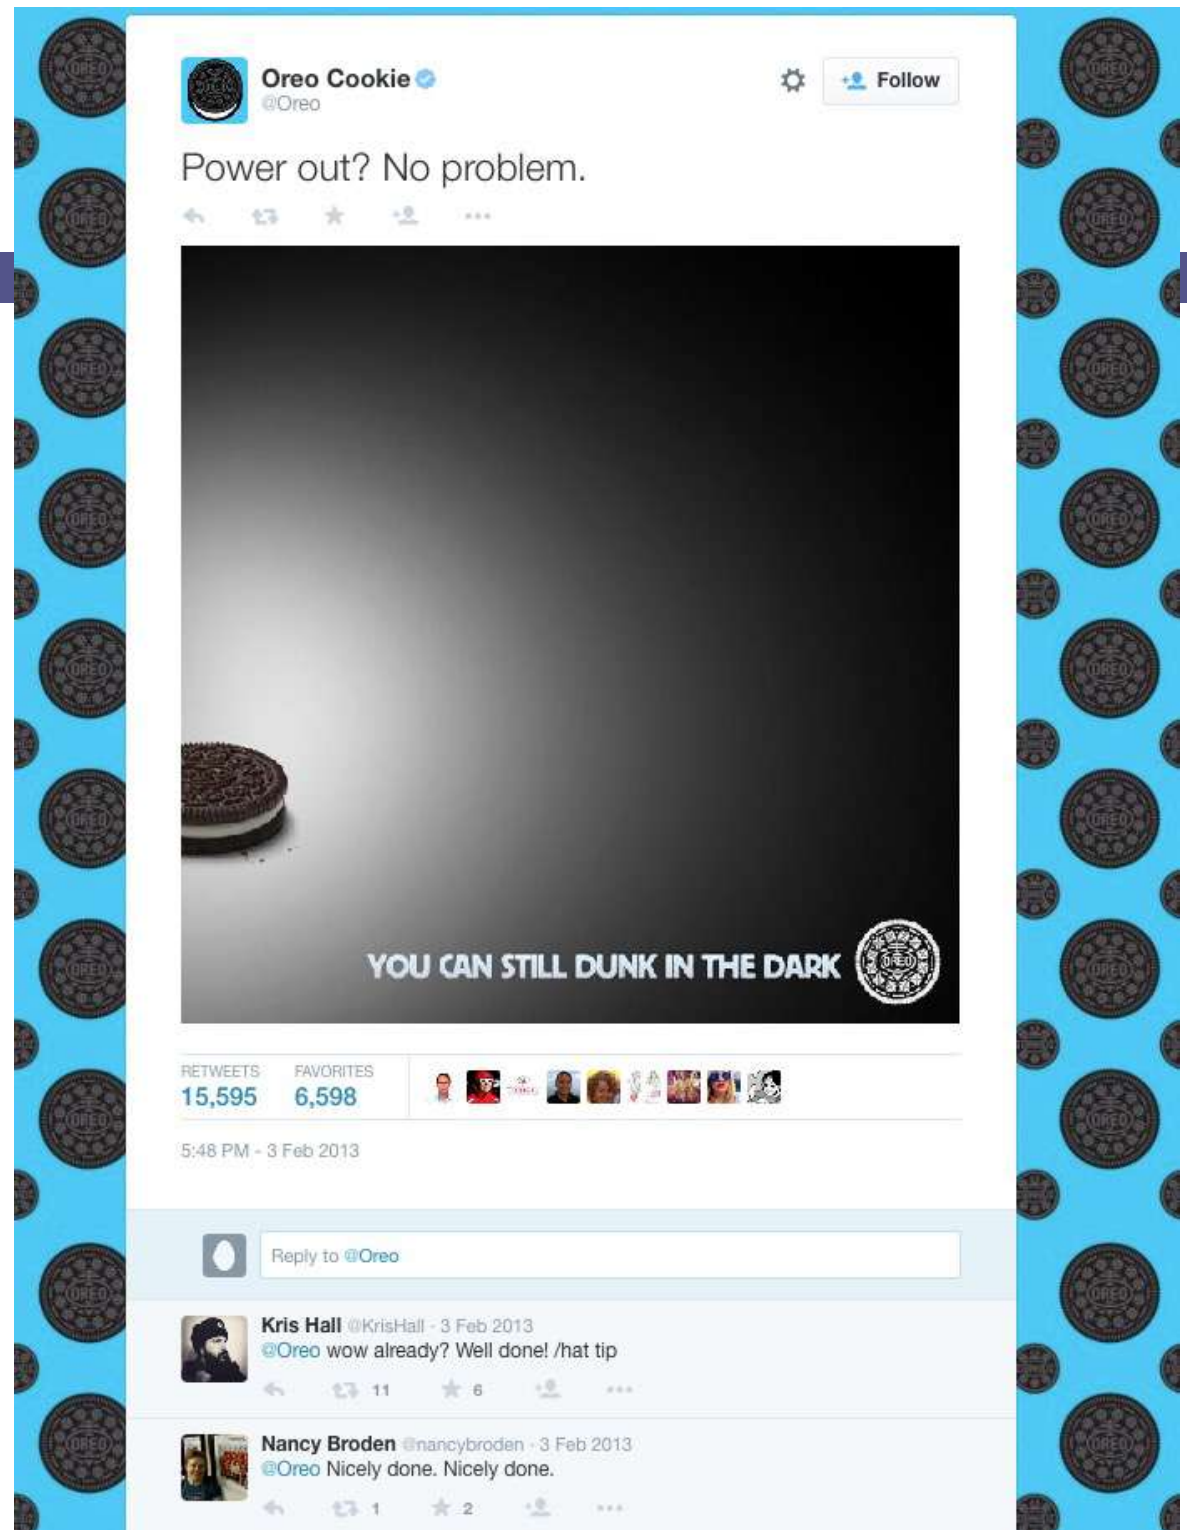 Oreo Cookie
@Oreo
Follow
Power out? No problem.
YOU CAN STILL DUNK IN THE DARK
OREO
RETWEETS FAVORITES
15,595 6,598
5:48 PM - 3 Feb 2013
Reply to @Oreo
Kris Hall @KrisHall - 3 Feb 2013
@Oreo wow already? Well done! /hat tip
11 6
Nancy Broden @nancybroden - 3 Feb 2013
@Oreo Nicely done. Nicely done.
1 2